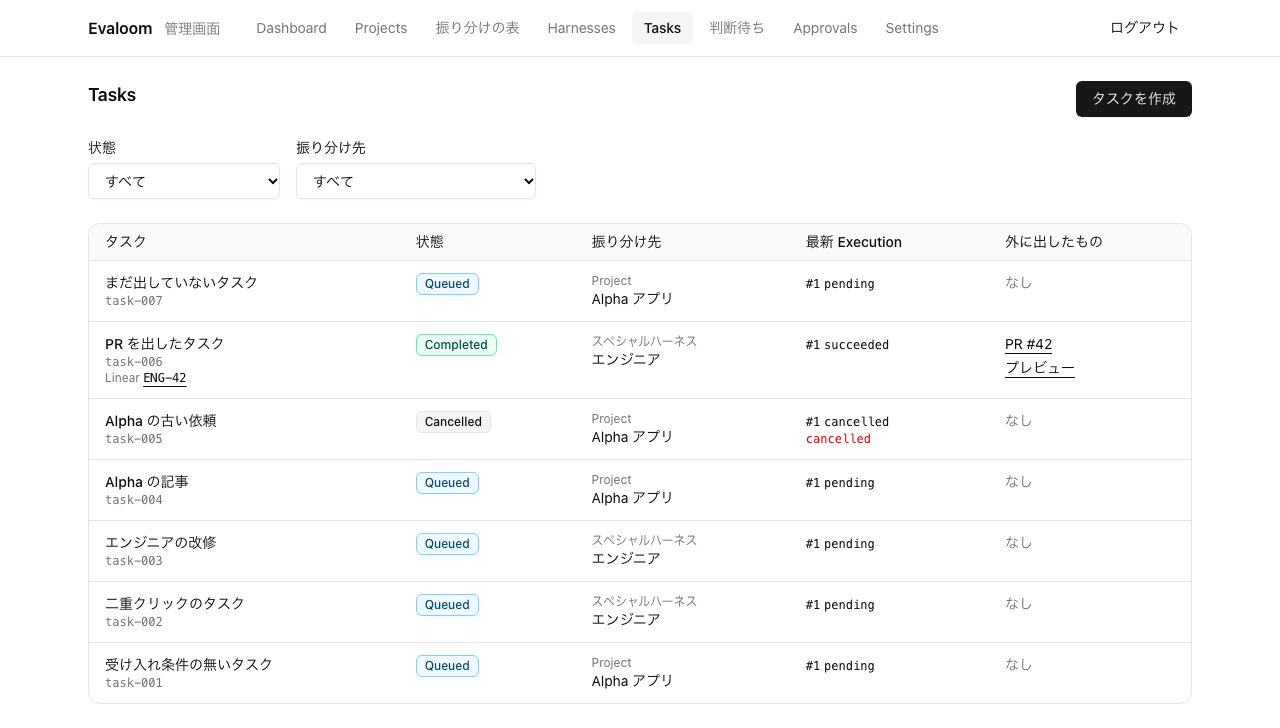 Evaloom 管理画面 Dashboard Projects 振り分けの表 Harnesses Tasks 判断待ち Approvals Settings ログアウト
Tasks タスクを作成
状態 振り分け先
すべて すべて
タスク 状態 振り分け先 最新 Execution 外に出したもの
まだ出していないタスク Queued Project #1 pending なし
task-007 Alpha アプリ
PR を出したタスク Completed スペシャルハーネス #1 succeeded PR #42
task-006 エンジニア プレビュー
Linear ENG-42
Alpha の古い依頼 Cancelled Project #1 cancelled なし
task-005 Alpha アプリ cancelled
Alpha の記事 Queued Project #1 pending なし
task-004 Alpha アプリ
エンジニアの改修 Queued スペシャルハーネス #1 pending なし
task-003 エンジニア
二重クリックのタスク Queued スペシャルハーネス #1 pending なし
task-002 エンジニア
受け入れ条件の無いタスク Queued Project #1 pending なし
task-001 Alpha アプリ